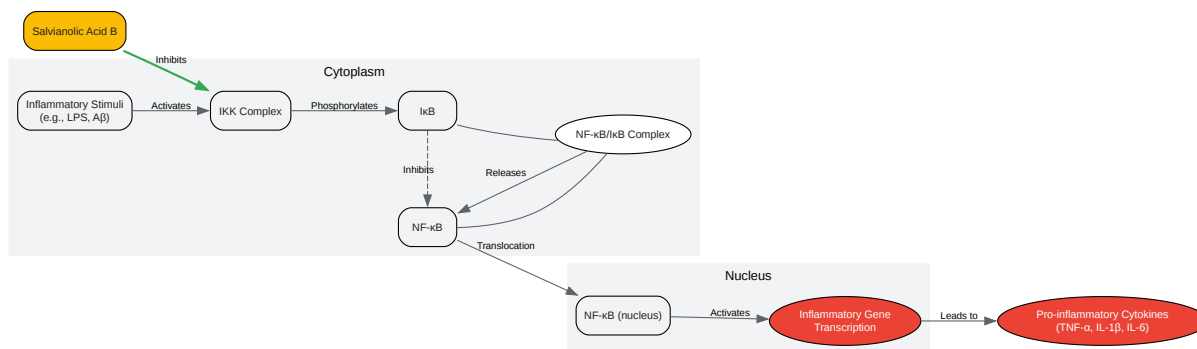 Salvianolic Acid B
Inhibits
Cytoplasm
Inflammatory Stimuli
(e.g., LPS, Aβ)
Activates
IKK Complex
Phosphorylates
IκB
NF-κB/IκB Complex
Inhibits
Releases
NF-κB
Translocation
Nucleus
NF-κB (nucleus)
Activates
Inflammatory Gene
Transcription
Leads to
Pro-inflammatory Cytokines
(TNF-α, IL-1β, IL-6)